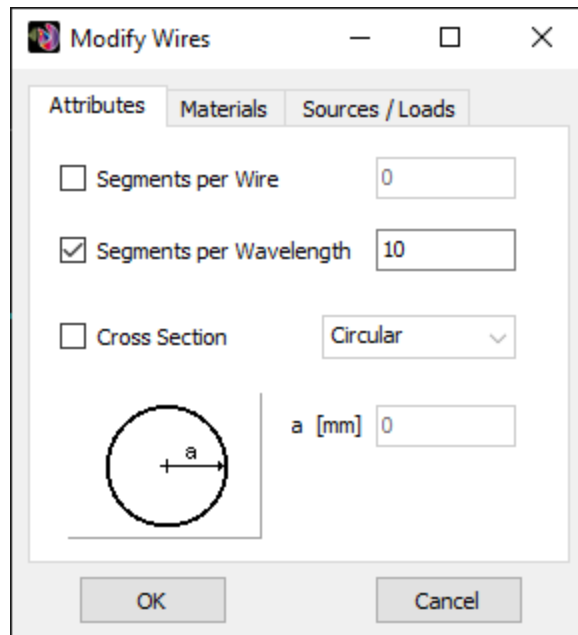 Modify Wires
Attributes Materials Sources / Loads
Segments per Wire 0
Segments per Wavelength 10
Cross Section Circular
a [mm] 0
a
OK Cancel